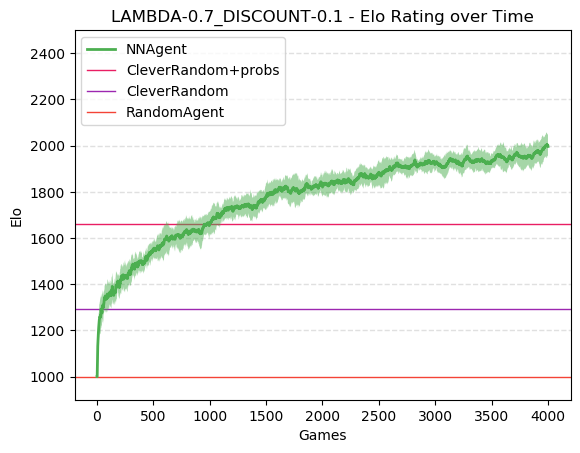 LAMBDA-0.7_DISCOUNT-0.1 - Elo Rating over Time
NNAgent
CleverRandom+probs
CleverRandom
RandomAgent
Elo
2400
2200
2000
1800
1600
1400
1200
1000
0 500 1000 1500 2000 2500 3000 3500 4000
Games